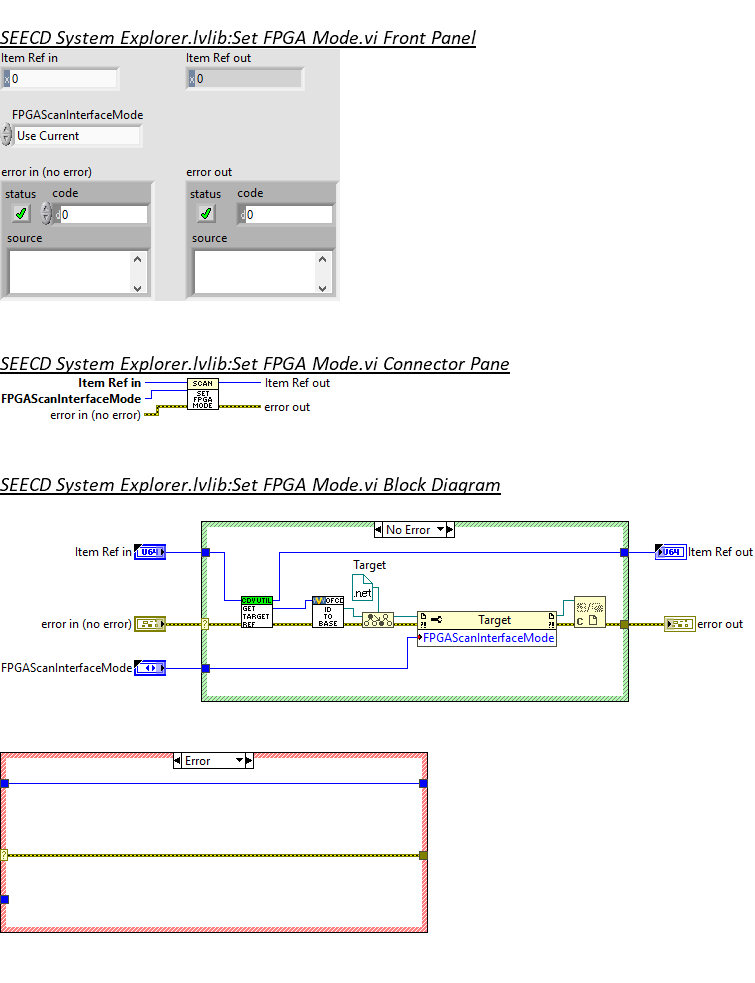 SEECD System Explorer.lvlib:Set FPGA Mode.vi Front Panel
Item Ref in
Item Ref out
x 0
x 0
FPGAScanInterfaceMode
Use Current
error in (no error)
error out
status
code
status
code
d 0
d 0
source
source
SEECD System Explorer.lvlib:Set FPGA Mode.vi Connector Pane
Item Ref in
SCAN
Item Ref out
FPGAScanInterfaceMode
SET
FPGA
MODE
error in (no error)
error out
SEECD System Explorer.lvlib:Set FPGA Mode.vi Block Diagram
No Error
Item Ref in
U64
U64
Item Ref out
Target
.net
CDV UTIL
GET
TARGET
REF
OFCE
ID
TO
BASE
error in (no error)
?
?!
Target
?!
C
error out
FPGAScanInterfaceMode
FPGAScanInterfaceMode
Error
?